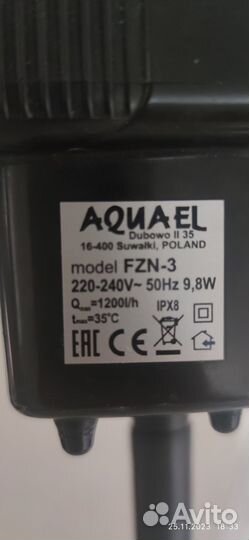 AQUAEL
Dubowo II 35
16-400 Suwałki, POLAND
model FZN-3
220-240V~ 50Hz 9,8W
Qmax=1200l/h IPX8
tmax=35°C
EAC CE
Avito
25.11.2023 18:33